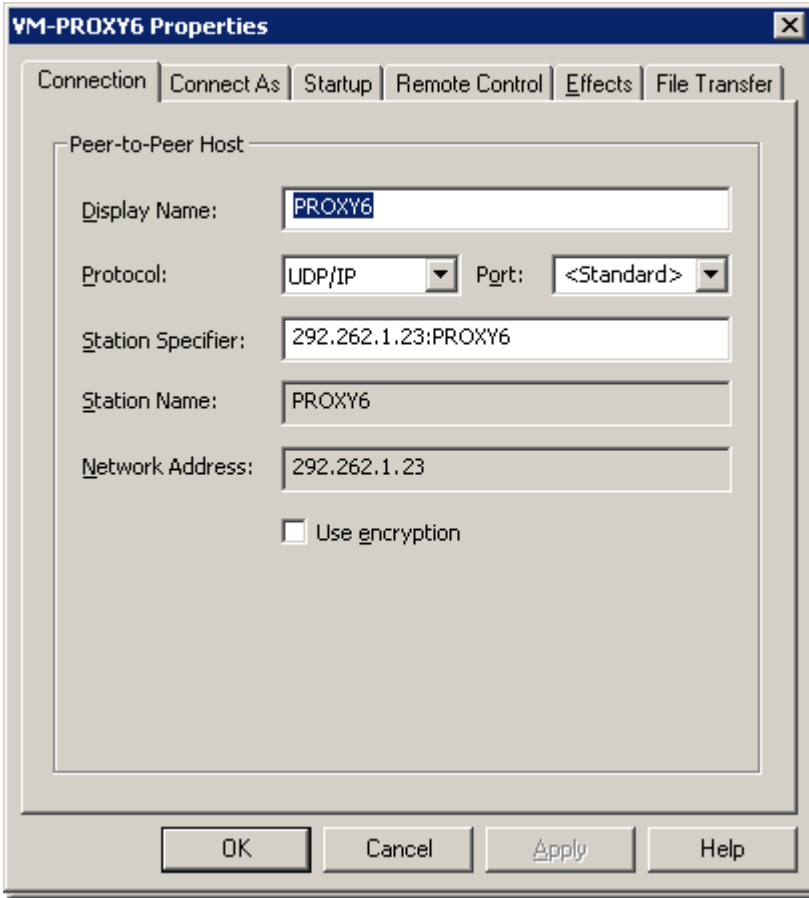 VM-PROXY6 Properties
Connection Connect As Startup Remote Control Effects File Transfer
Peer-to-Peer Host
Display Name: PROXY6
Protocol: UDP/IP Port: <Standard>
Station Specifier: 292.262.1.23:PROXY6
Station Name: PROXY6
Network Address: 292.262.1.23
Use encryption
OK Cancel Apply Help